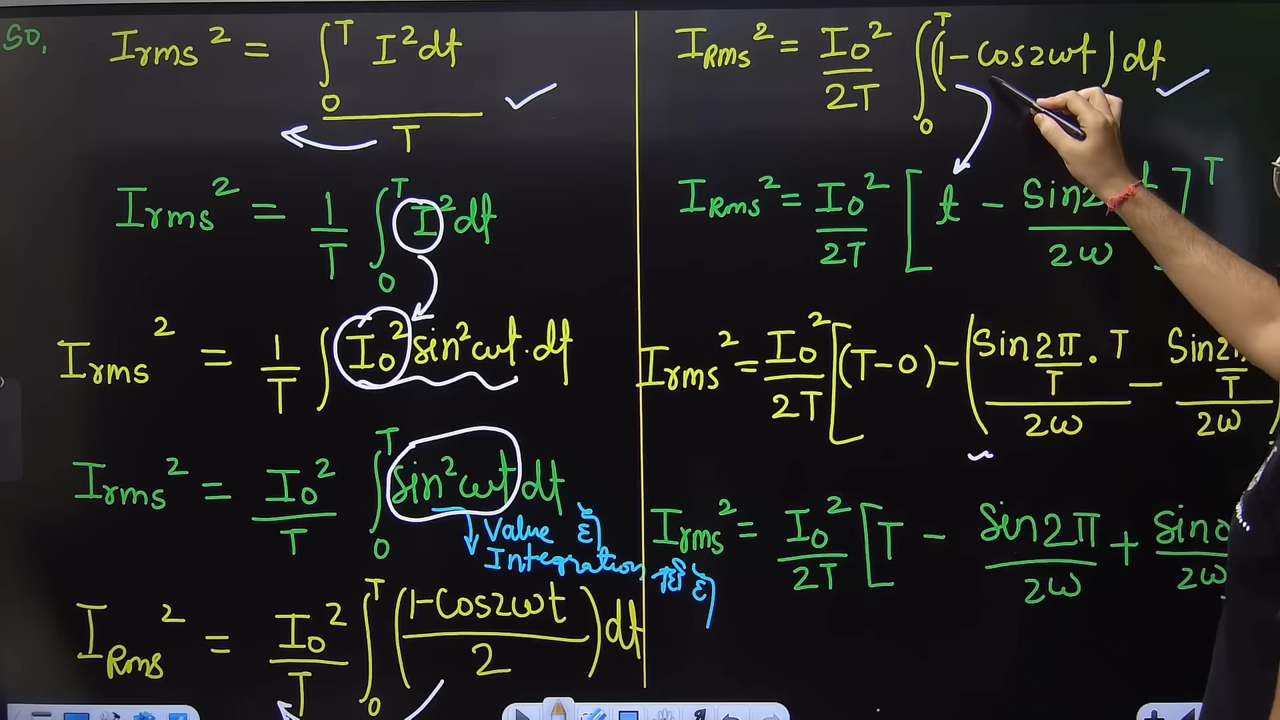 So,
Irms² = ∫₀ᵀ I² dt / T
Irms² = 1/T ∫₀ᵀ I² dt
Irms² = 1/T ∫ I₀² sin²ωt · dt
Irms² = I₀²/T ∫₀ᵀ sin²ωt dt
Value है
Integration नहीं है
IRms² = I₀²/T ∫₀ᵀ (1-Cos2ωt / 2) dt
IRms² = I₀²/2T ∫₀ᵀ (1 - cos2ωt) dt
IRms² = I₀²/2T [t - Sin2 t / 2ω]ᵀ
Irms² = I₀²/2T [(T-0) - (Sin 2π/T · T / 2ω - Sin 2π/T / 2ω)
Irms² = I₀²/2T [T - Sin2π / 2ω + Sin0 / 2ω